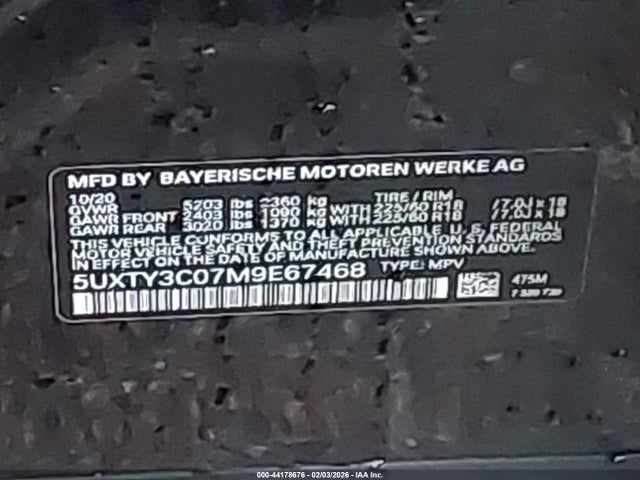 MFD BY BAYERISCHE MOTOREN WERKE AG
10/20
GVWR 5203 lbs 2360 kg TIRE / RIM
GAWR FRONT 2403 lbs 1090 kg WITH 225/60 R18 /7.0J x 18
GAWR REAR 3020 lbs 1370 kg WITH 225/60 R18 /7.0J x 18
THIS VEHICLE CONFORMS TO ALL APPLICABLE U. S. FEDERAL
MOTOR VEHICLE SAFETY AND THEFT PREVENTION STANDARDS
IN EFFECT ON THE DATE OF MANUFACTURE SHOWN ABOVE.
5UXTY3C07M9E67468 TYPE: MPV
475M
000-44178676 - 02/03/2026 - IAA Inc.